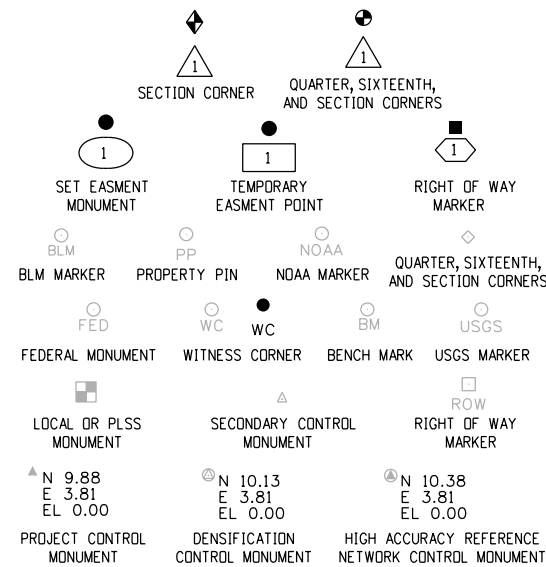 1
1
SECTION CORNER
QUARTER, SIXTEENTH,
AND SECTION CORNERS
1
1
1
SET EASMENT
MONUMENT
TEMPORARY
EASMENT POINT
RIGHT OF WAY
MARKER
BLM
PP
NOAA
BLM MARKER
PROPERTY PIN
NOAA MARKER
QUARTER, SIXTEENTH,
AND SECTION CORNERS
FED
WC
WC
BM
USGS
FEDERAL MONUMENT
WITNESS CORNER
BENCH MARK
USGS MARKER
ROW
LOCAL OR PLSS
MONUMENT
SECONDARY CONTROL
MONUMENT
RIGHT OF WAY
MARKER
N 9.88
E 3.81
EL 0.00
N 10.13
E 3.81
EL 0.00
N 10.38
E 3.81
EL 0.00
PROJECT CONTROL
MONUMENT
DENSIFICATION
CONTROL MONUMENT
HIGH ACCURACY REFERENCE
NETWORK CONTROL MONUMENT